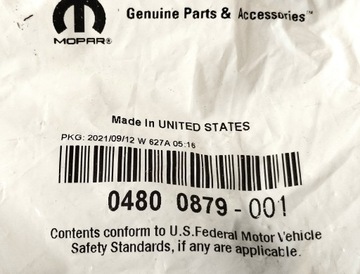 Genuine Parts & Accessories™
MOPAR®
Made In UNITED STATES
PKG: 2021/09/12 W 627A 05:16
0480 0879-001
Contents conform to U.S.Federal Motor Vehicle
Safety Standards, if any are applicable.